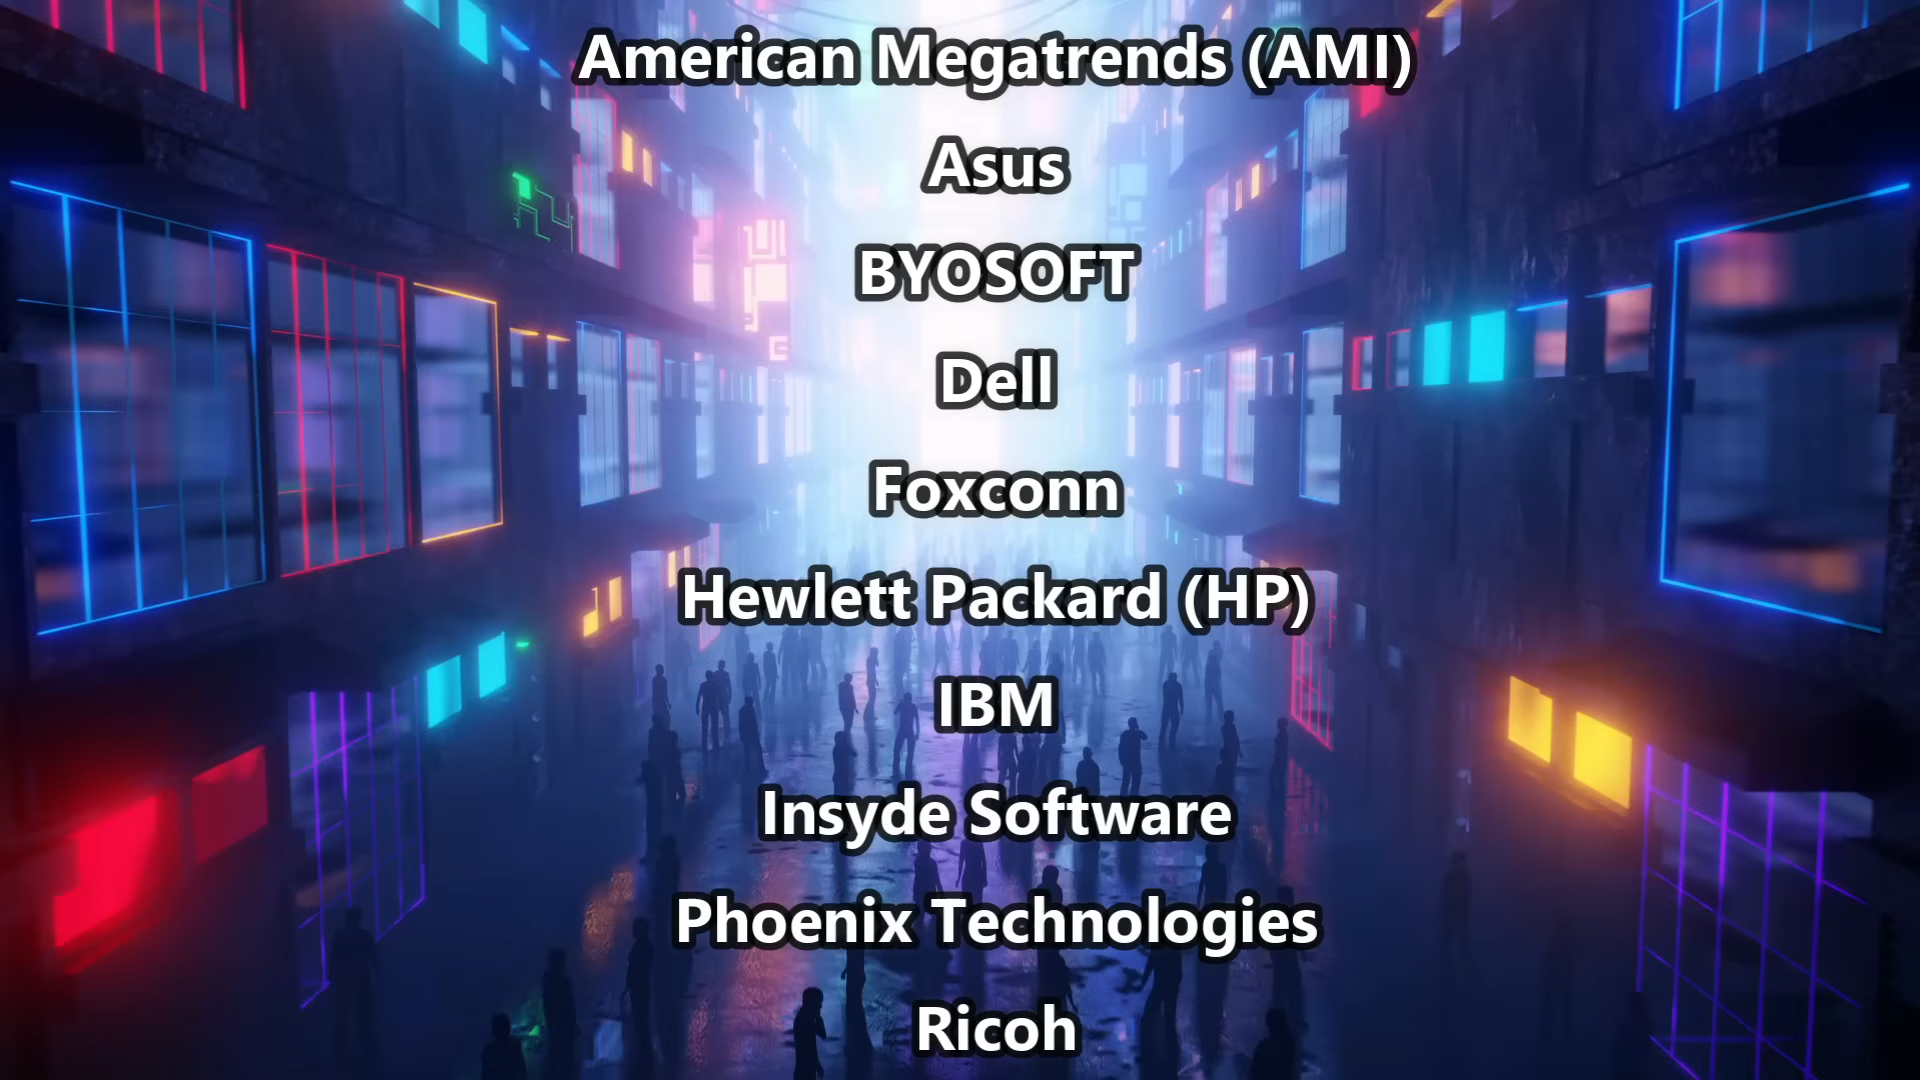 American Megatrends (AMI)
Asus
BYOSOFT
Dell
Foxconn
Hewlett Packard (HP)
IBM
Insyde Software
Phoenix Technologies
Ricoh